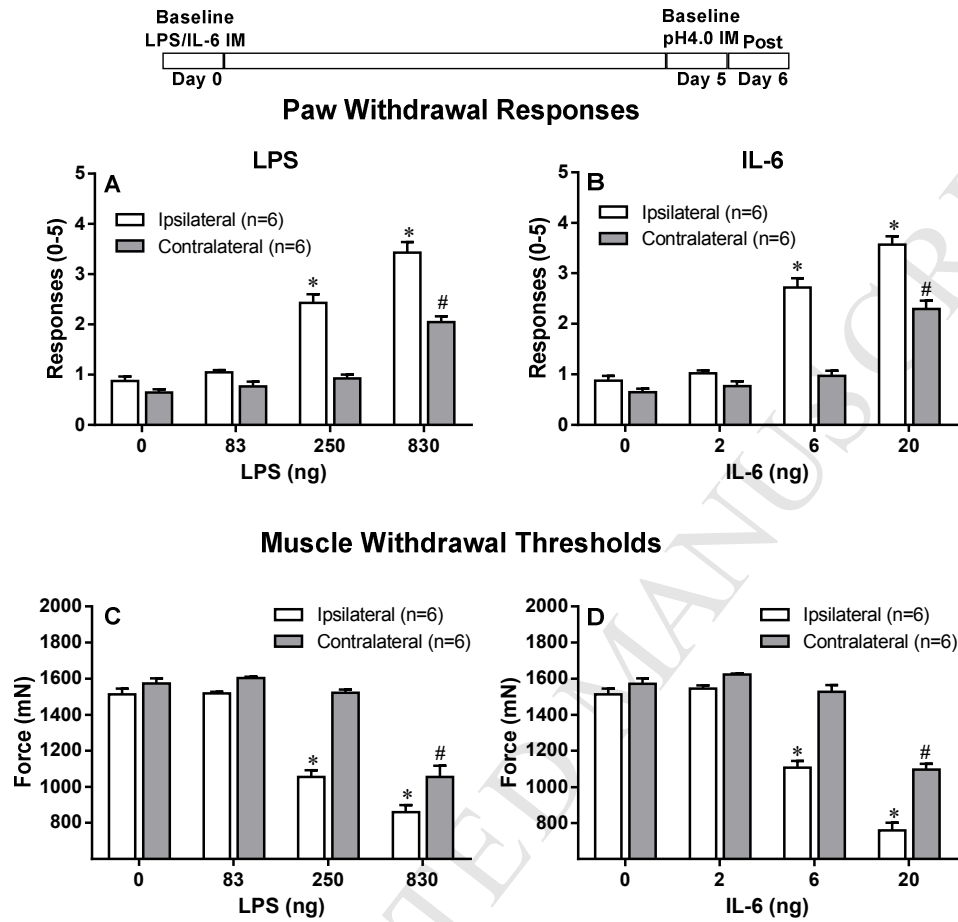 Baseline
LPS/IL-6 IM
Baseline
pH4.0 IM Post
Day 0
Day 5 Day 6
Paw Withdrawal Responses
LPS
A
Responses (0-5)
5
4
3
2
1
0
Ipsilateral (n=6)
Contralateral (n=6)
*
*
#
0 83 250 830
LPS (ng)
IL-6
B
Responses (0-5)
5
4
3
2
1
0
Ipsilateral (n=6)
Contralateral (n=6)
*
*
#
0 2 6 20
IL-6 (ng)
Muscle Withdrawal Thresholds
C
Force (mN)
2000
1800
1600
1400
1200
1000
800
Ipsilateral (n=6)
Contralateral (n=6)
*
*
#
0 83 250 830
LPS (ng)
D
Force (mN)
2000
1800
1600
1400
1200
1000
800
Ipsilateral (n=6)
Contralateral (n=6)
*
*
#
0 2 6 20
IL-6 (ng)
TED MANUSCR